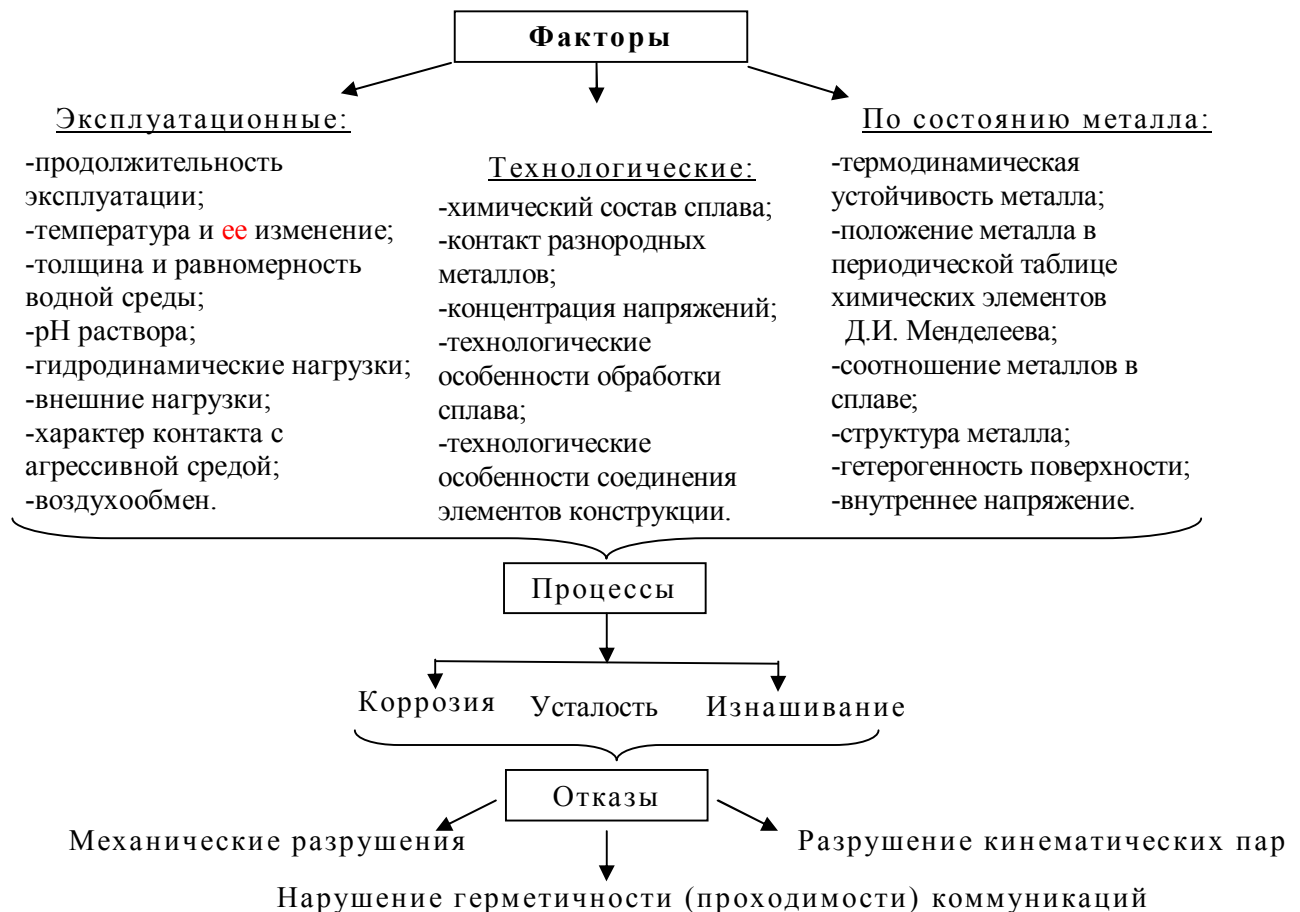 Факторы
Эксплуатационные:
-продолжительность
эксплуатации;
-температура и ее изменение;
-толщина и равномерность
водной среды;
-рН раствора;
-гидродинамические нагрузки;
-внешние нагрузки;
-характер контакта с
агрессивной средой;
-воздухообмен.
Технологические:
-химический состав сплава;
-контакт разнородных
металлов;
-концентрация напряжений;
-технологические
особенности обработки
сплава;
-технологические
особенности соединения
элементов конструкции.
По состоянию металла:
-термодинамическая
устойчивость металла;
-положение металла в
периодической таблице
химических элементов
Д.И. Менделеева;
-соотношение металлов в
сплаве;
-структура металла;
-гетерогенность поверхности;
-внутреннее напряжение.
Процессы
Коррозия
Усталость
Изнашивание
Отказы
Механические разрушения
Разрушение кинематических пар
Нарушение герметичности (проходимости) коммуникаций